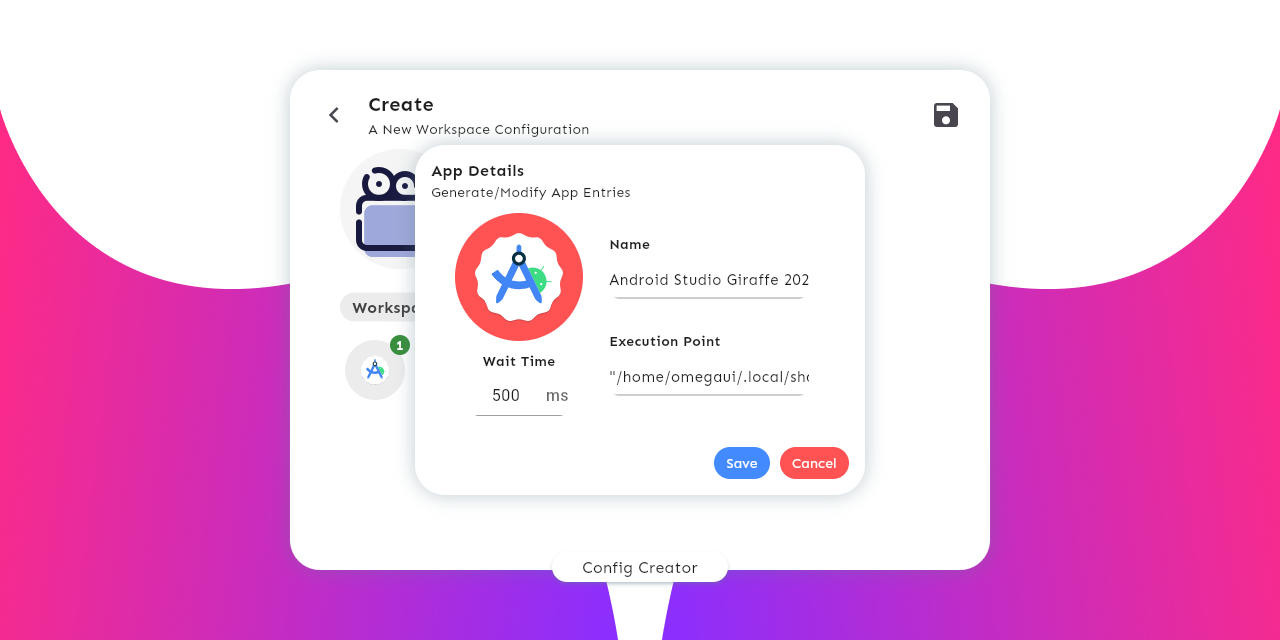 Create
A New Workspace Configuration
App Details
Generate/Modify App Entries
Name
Android Studio Giraffe 202
Execution Point
"/home/omegaui/.local/sh
Wait Time
500 ms
1
Save
Cancel
Config Creator